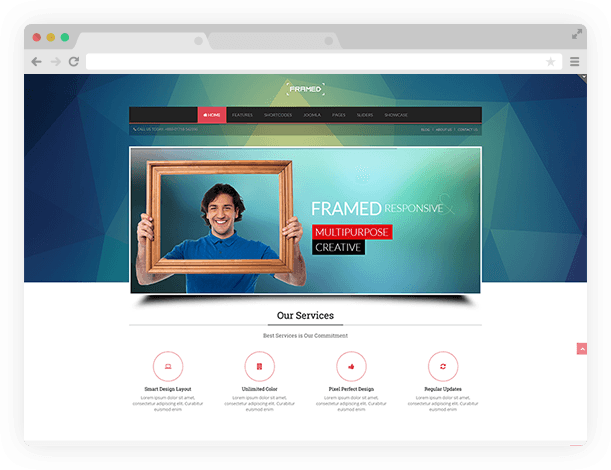 FRAMED
HOME FEATURES SHORTCODES JOOMLA PAGES SLIDERS SHOWCASE
CALL US TODAY!
BLOG ABOUT US CONTACT US
FRAMED RESPONSIVE
MULTIPURPOSE
CREATIVE
Our Services
Best Services is Our Commitment
Smart Design Layout Unlimited Color Pixel Perfect Design Regular Updates
Lorem ipsum dolor sit amet, Lorem ipsum dolor sit amet, Lorem ipsum dolor sit amet, Lorem ipsum dolor sit amet,
consectetur adipiscing elit. Curabitur consectetur adipiscing elit. Curabitur consectetur adipiscing elit. Curabitur consectetur adipiscing elit. Curabitur
euismod enim euismod enim euismod enim euismod enim